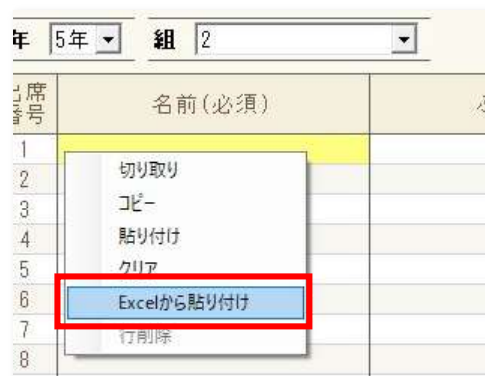 年 5年 組 2
出席
番号 名前(必須)
1
2
3
4
5
6
7
8
切り取り
コピー
貼り付け
クリア
Excelから貼り付け
行削除